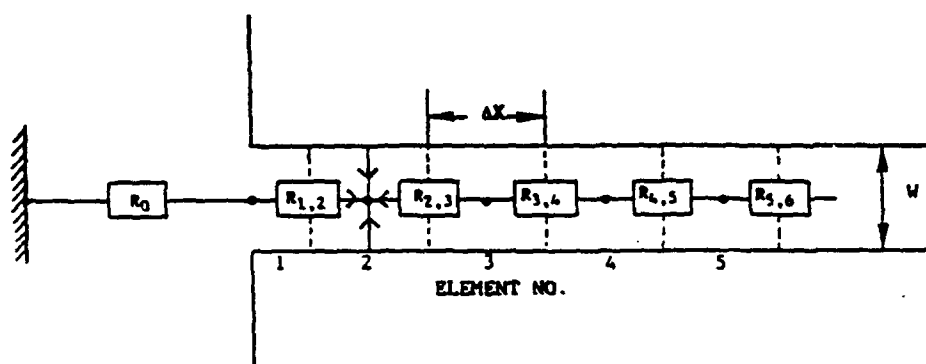 ΔX
R₀ R₁,₂ R₂,₃ R₃,₄ R₄,₅ R₅,₆ W
1 2 3 4 5
ELEMENT NO.